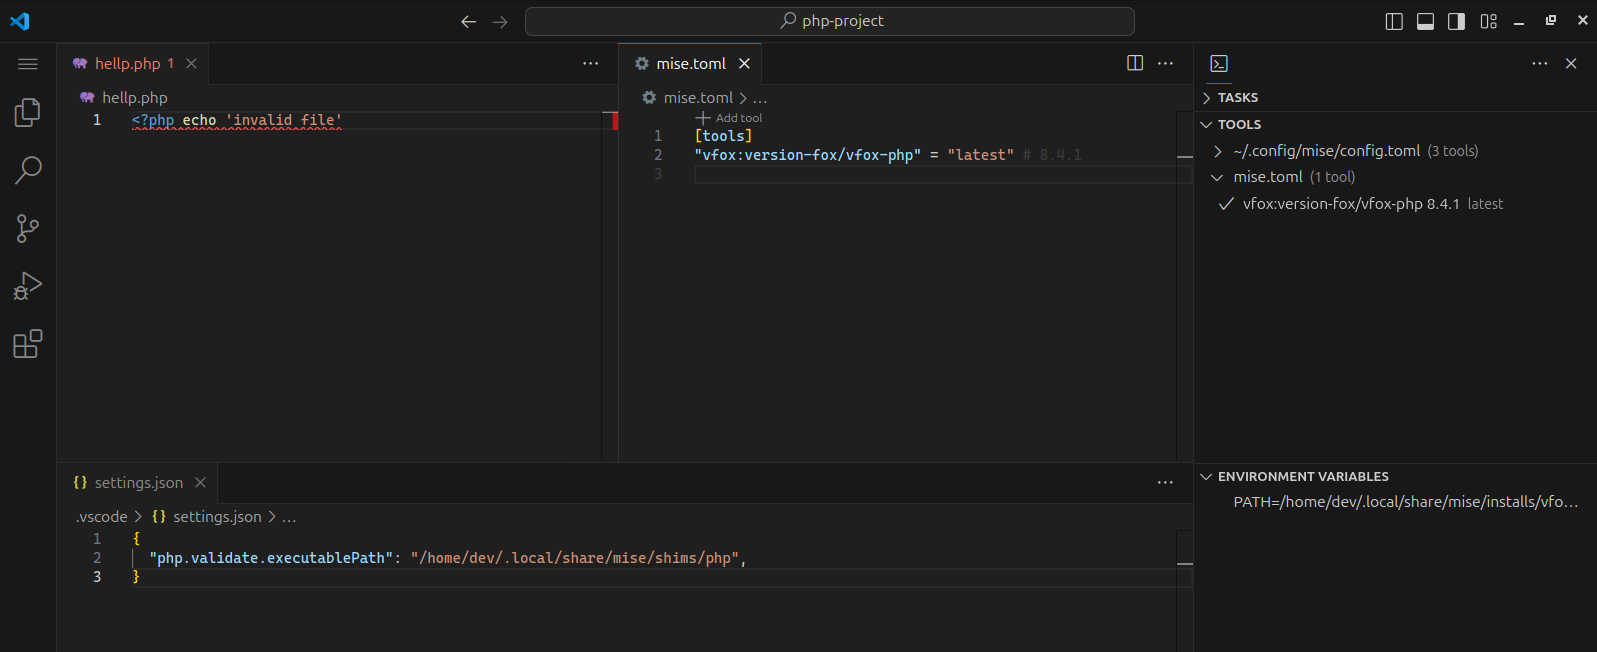 php-project
hellp.php 1
hellp.php
1 <?php echo 'invalid file'
mise.toml
mise.toml > ...
Add tool
1 [tools]
2 "vfox:version-fox/vfox-php" = "latest" # 8.4.1
3
TASKS
TOOLS
~/.config/mise/config.toml (3 tools)
mise.toml (1 tool)
vfox:version-fox/vfox-php 8.4.1 latest
settings.json
.vscode > {} settings.json > ...
1 {
2 "php.validate.executablePath": "/home/dev/.local/share/mise/shims/php",
3 }
ENVIRONMENT VARIABLES
PATH=/home/dev/.local/share/mise/installs/vfo...